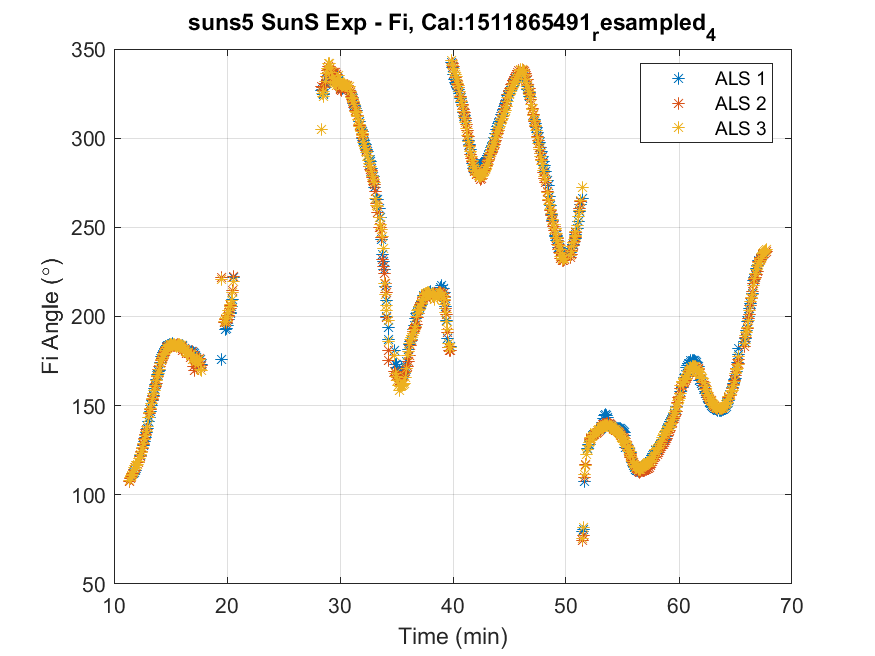 suns5 SunS Exp - Fi, Cal:1511865491resampled4
350
300
250
200
150
100
50
10 20 30 40 50 60 70
Fi Angle (°)
Time (min)
ALS 1
ALS 2
ALS 3